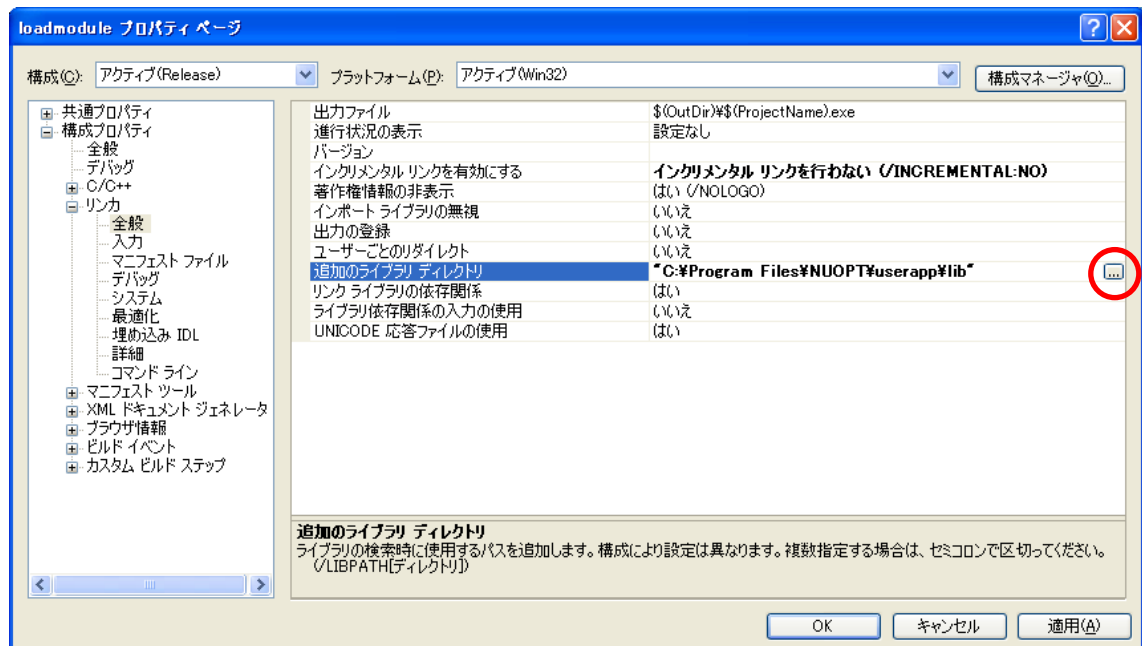 loadmodule プロパティ ページ
構成(C): アクティブ(Release) プラットフォーム(P): アクティブ(Win32) 構成マネージャ(O)...
共通プロパティ
構成プロパティ
全般
デバッグ
C/C++
リンカ
全般
入力
マニフェスト ファイル
デバッグ
システム
最適化
埋め込み IDL
詳細
コマンド ライン
マニフェスト ツール
XML ドキュメント ジェネレータ
ブラウザ情報
ビルド イベント
カスタム ビルド ステップ
出力ファイル $(OutDir)¥$(ProjectName).exe
進行状況の表示 設定なし
バージョン
インクリメンタル リンクを有効にする インクリメンタル リンクを行わない (/INCREMENTAL:NO)
著作権情報の非表示 はい (/NOLOGO)
インポート ライブラリの無視 いいえ
出力の登録 いいえ
ユーザーごとのリダイレクト いいえ
追加のライブラリ ディレクトリ "C:¥Program Files¥NUOPT¥userapp¥lib" ...
リンク ライブラリの依存関係 はい
ライブラリ依存関係の入力の使用 いいえ
UNICODE 応答ファイルの使用 はい
追加のライブラリ ディレクトリ
ライブラリの検索時に使用するパスを追加します。構成により設定は異なります。複数指定する場合は、セミコロンで区切ってください。
(/LIBPATH[ディレクトリ])
OK キャンセル 適用(A)